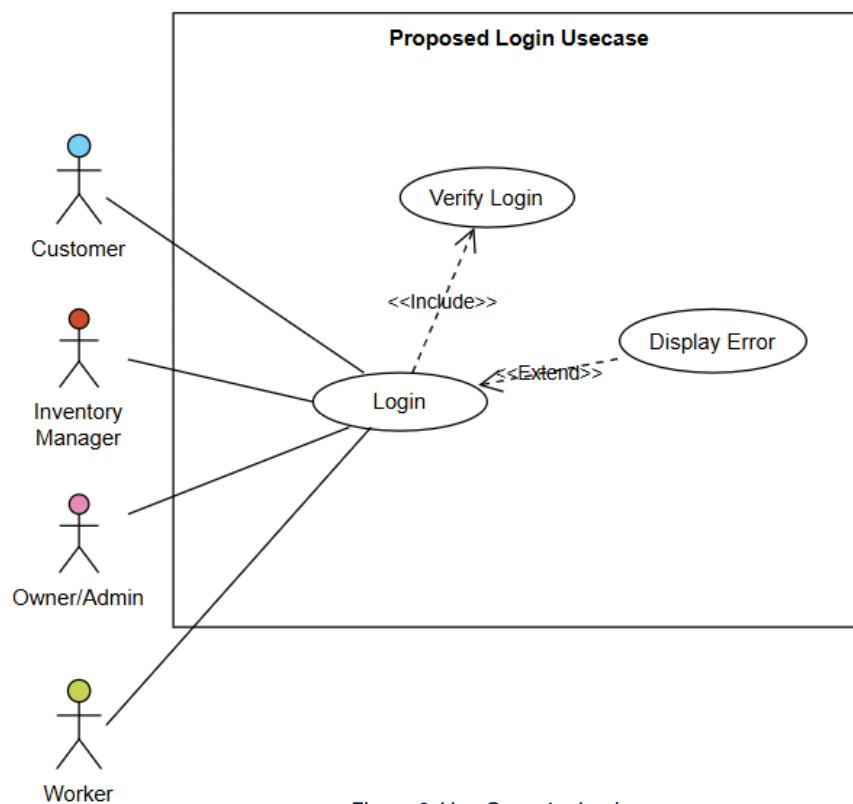 Proposed Login Usecase
Customer
Verify Login
<<Include>>
Display Error
<<Extend>>
Login
Inventory
Manager
Owner/Admin
Worker